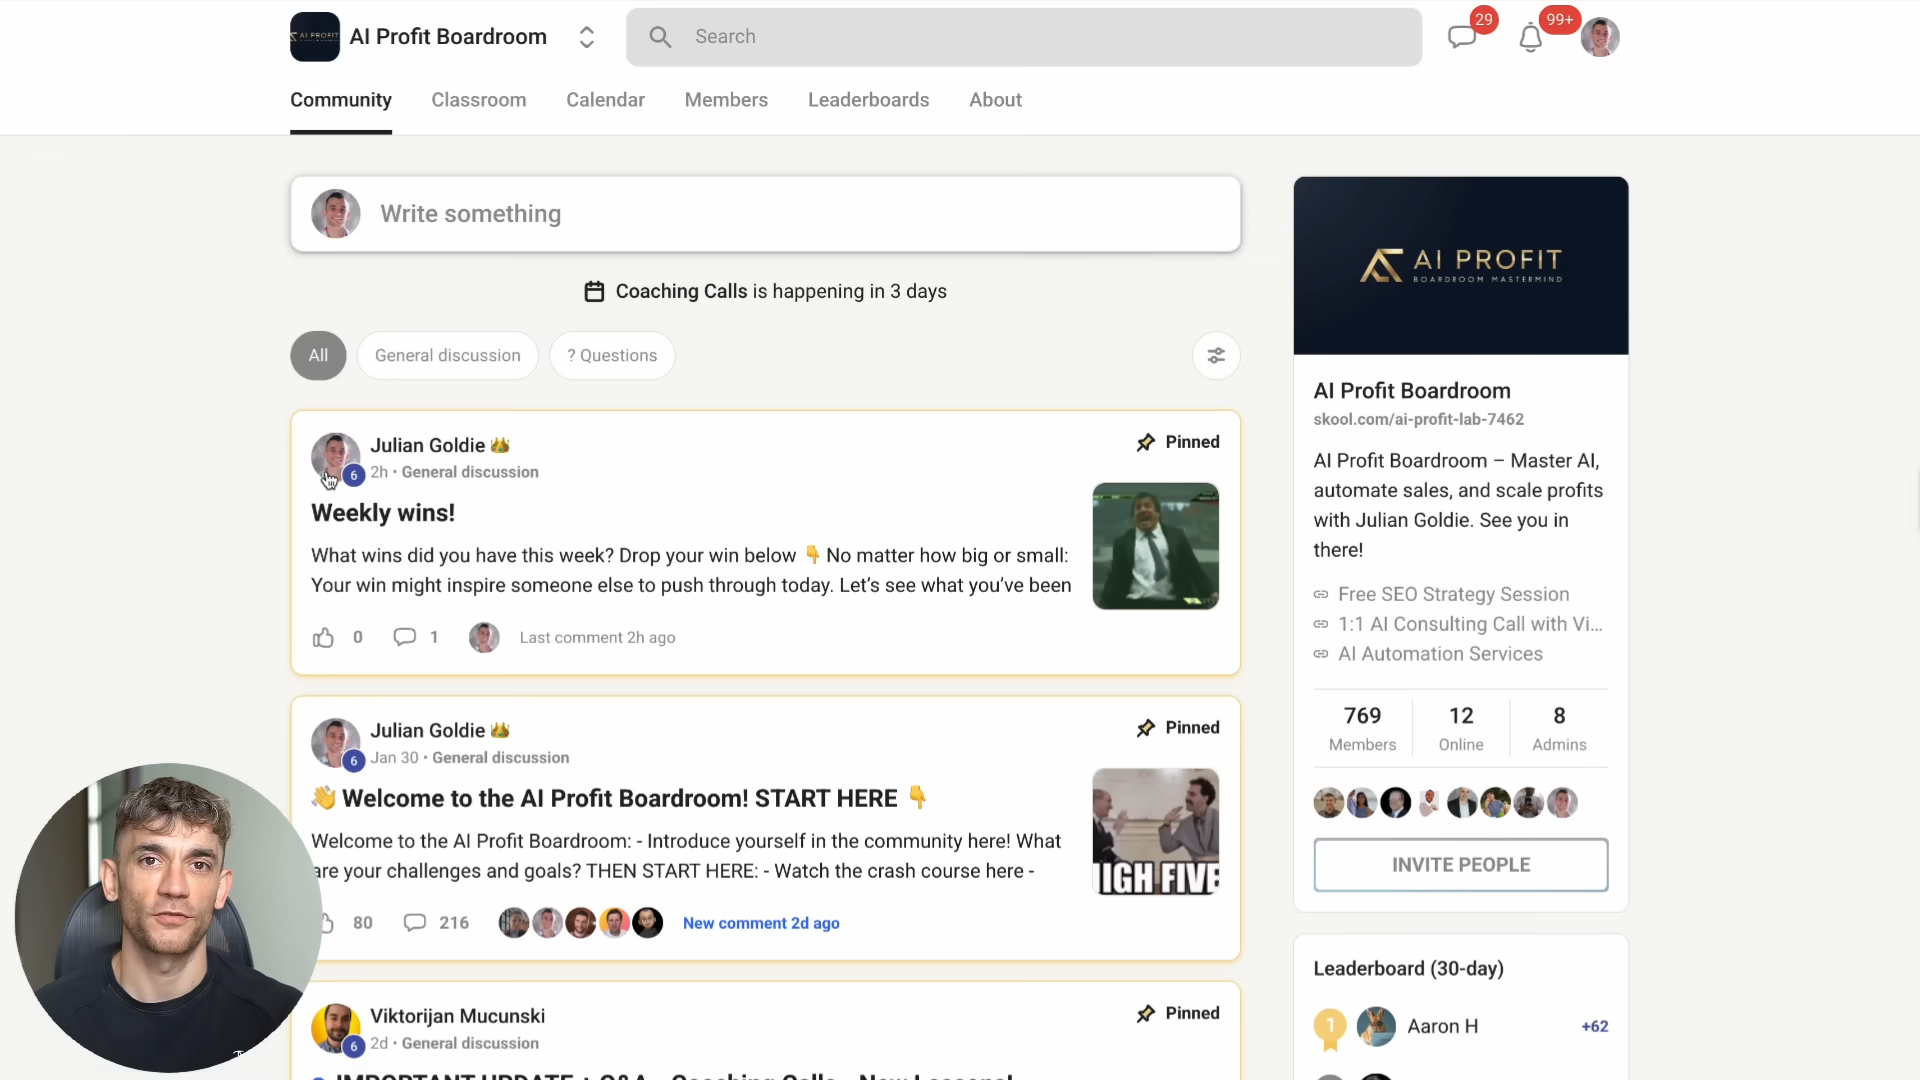 AI PROFIT
AI Profit Boardroom
Search
29
99+
Community
Classroom
Calendar
Members
Leaderboards
About
Write something
Coaching Calls is happening in 3 days
All
General discussion
? Questions
Julian Goldie
6
2h • General discussion
Pinned
Weekly wins!
What wins did you have this week? Drop your win below 👇 No matter how big or small:
Your win might inspire someone else to push through today. Let's see what you've been
0
1
Last comment 2h ago
Julian Goldie
6
Jan 30 • General discussion
Pinned
👋 Welcome to the AI Profit Boardroom! START HERE 👇
Welcome to the AI Profit Boardroom: - Introduce yourself in the community here! What
are your challenges and goals? THEN START HERE: - Watch the crash course here -
HIGH FIVE
80
216
New comment 2d ago
Viktorijan Mucunski
6
2d • General discussion
Pinned
IMPORTANT UPDATE + Q&A - Coaching Calls - New Lessons!
AI PROFIT
BOARDROOM MASTERMIND
AI Profit Boardroom
skool.com/ai-profit-lab-7462
AI Profit Boardroom – Master AI,
automate sales, and scale profits
with Julian Goldie. See you in
there!
Free SEO Strategy Session
1:1 AI Consulting Call with Vi...
AI Automation Services
769
Members
12
Online
8
Admins
INVITE PEOPLE
Leaderboard (30-day)
1
Aaron H
+62